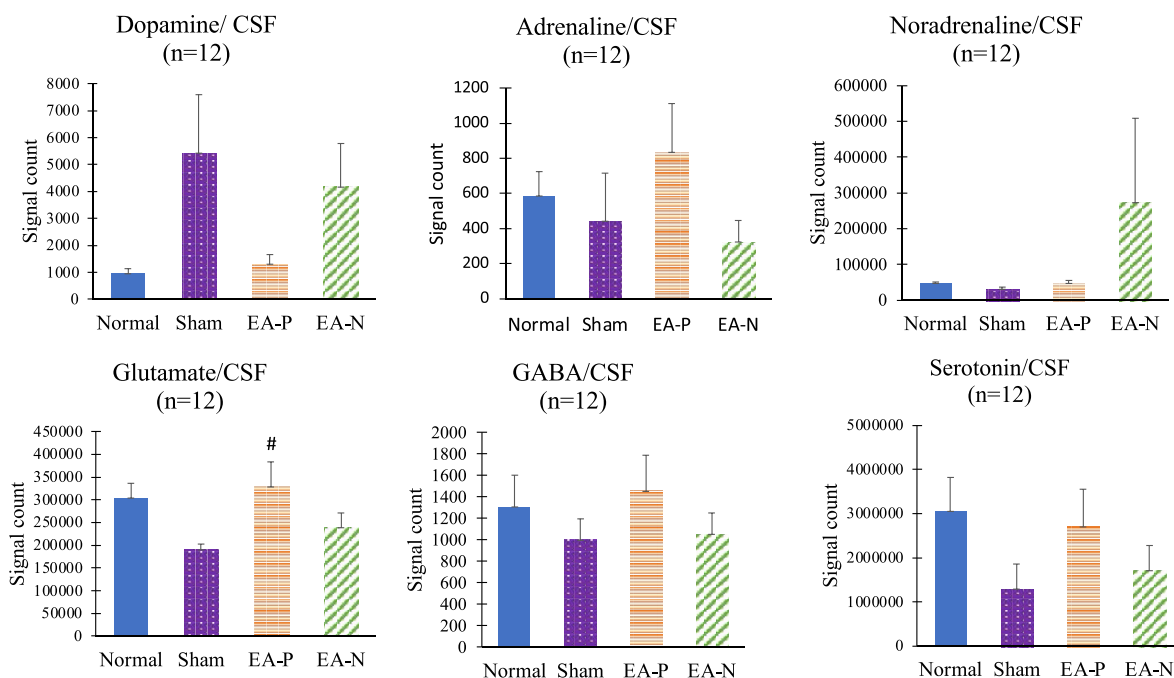 Dopamine/ CSF
(n=12)
Signal count
8000
7000
6000
5000
4000
3000
2000
1000
0
Normal Sham EA-P EA-N
Adrenaline/CSF
(n=12)
Signal count
1200
1000
800
600
400
200
0
Normal Sham EA-P EA-N
Noradrenaline/CSF
(n=12)
Signal count
600000
500000
400000
300000
200000
100000
0
Normal Sham EA-P EA-N
Glutamate/CSF
(n=12)
Signal count
450000
400000
350000
300000
250000
200000
150000
100000
50000
0
#
Normal Sham EA-P EA-N
GABA/CSF
(n=12)
Signal count
2000
1800
1600
1400
1200
1000
800
600
400
200
0
Normal Sham EA-P EA-N
Serotonin/CSF
(n=12)
Signal count
5000000
4000000
3000000
2000000
1000000
0
Normal Sham EA-P EA-N